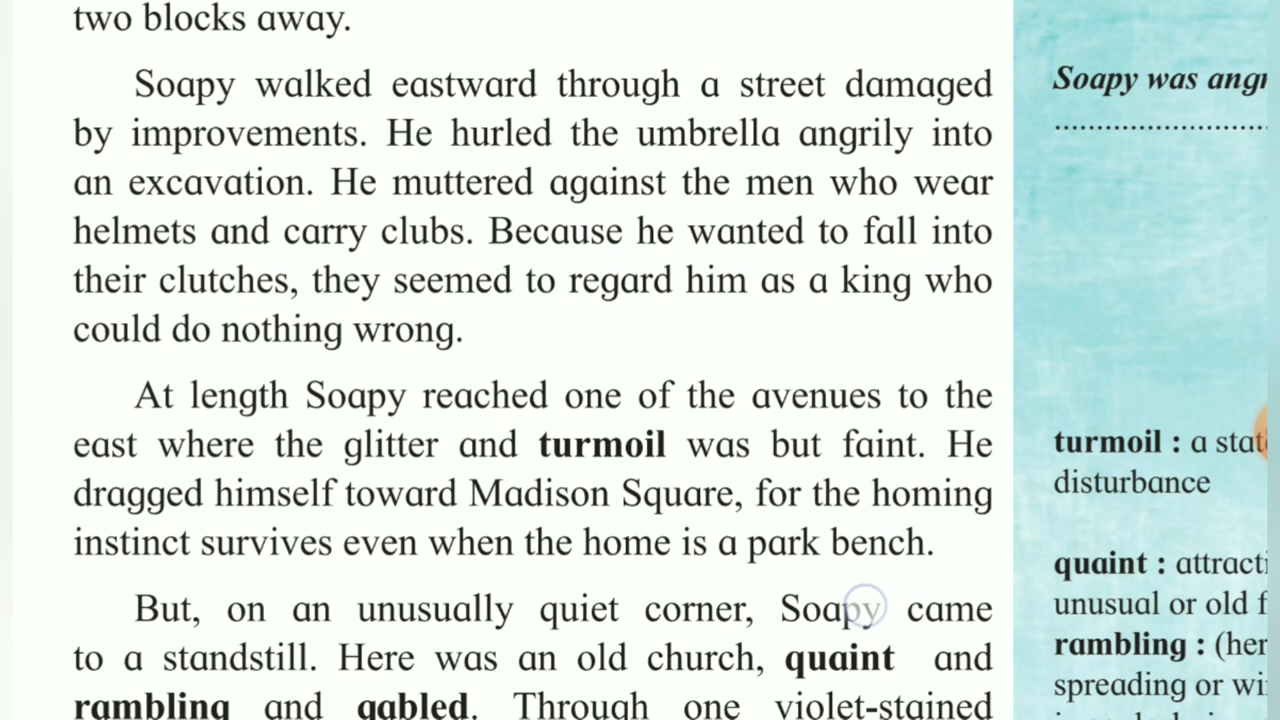 two blocks away.
Soapy walked eastward through a street damaged
by improvements. He hurled the umbrella angrily into
an excavation. He muttered against the men who wear
helmets and carry clubs. Because he wanted to fall into
their clutches, they seemed to regard him as a king who
could do nothing wrong.
At length Soapy reached one of the avenues to the
east where the glitter and turmoil was but faint. He
dragged himself toward Madison Square, for the homing
instinct survives even when the home is a park bench.
But, on an unusually quiet corner, Soapy came
to a standstill. Here was an old church, quaint and
rambling and gabled. Through one violet-stained
Soapy was
..........................
turmoil : a
disturbance
quaint :
unusual or old
rambling :
spreading or